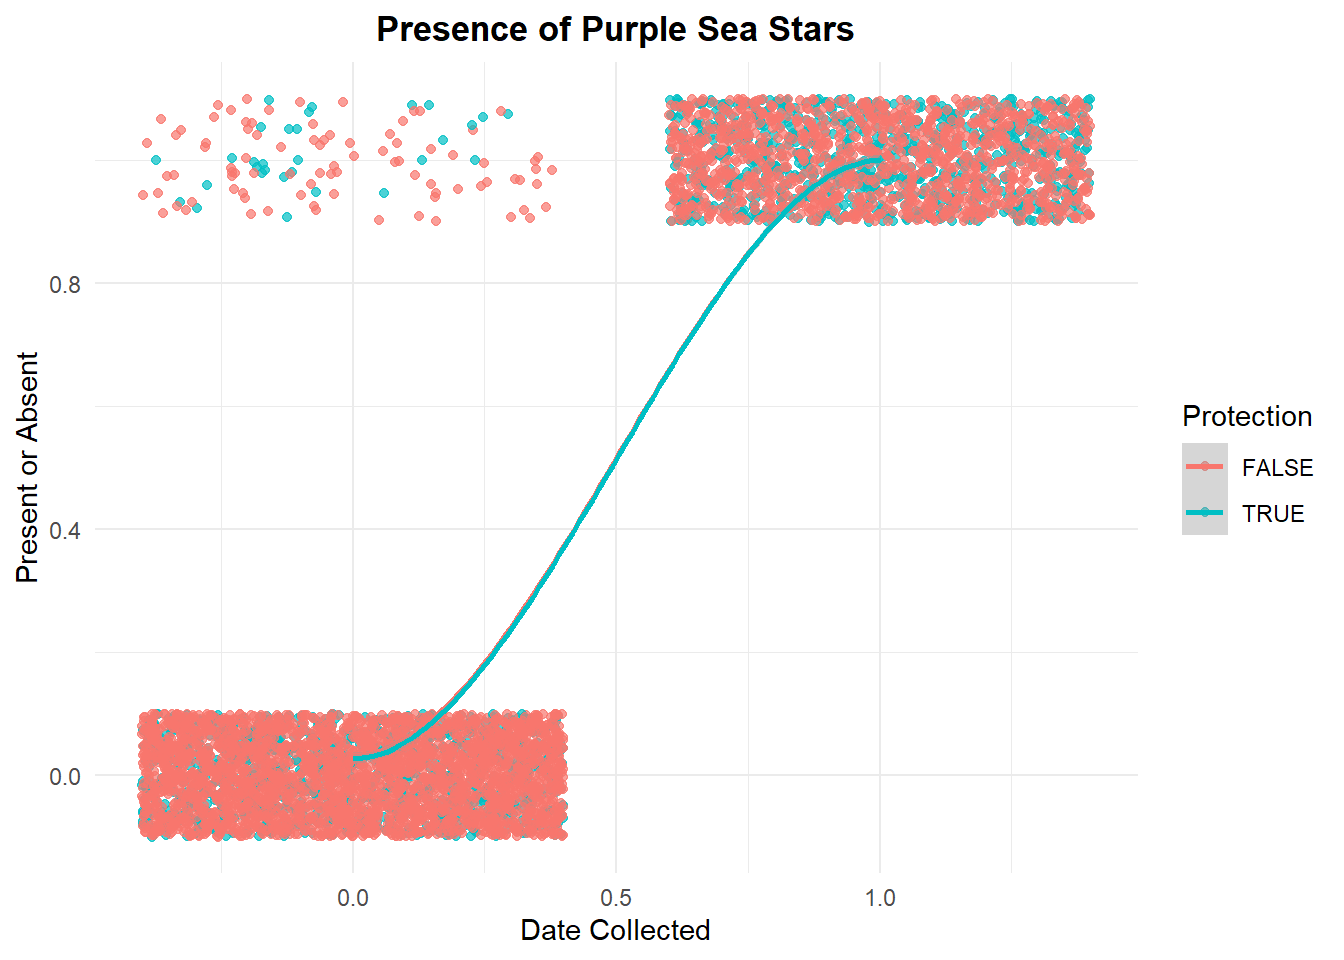 Presence of Purple Sea Stars
Present or Absent
0.8
0.4
0.0
0.0 0.5 1.0
Date Collected
Protection
FALSE
TRUE